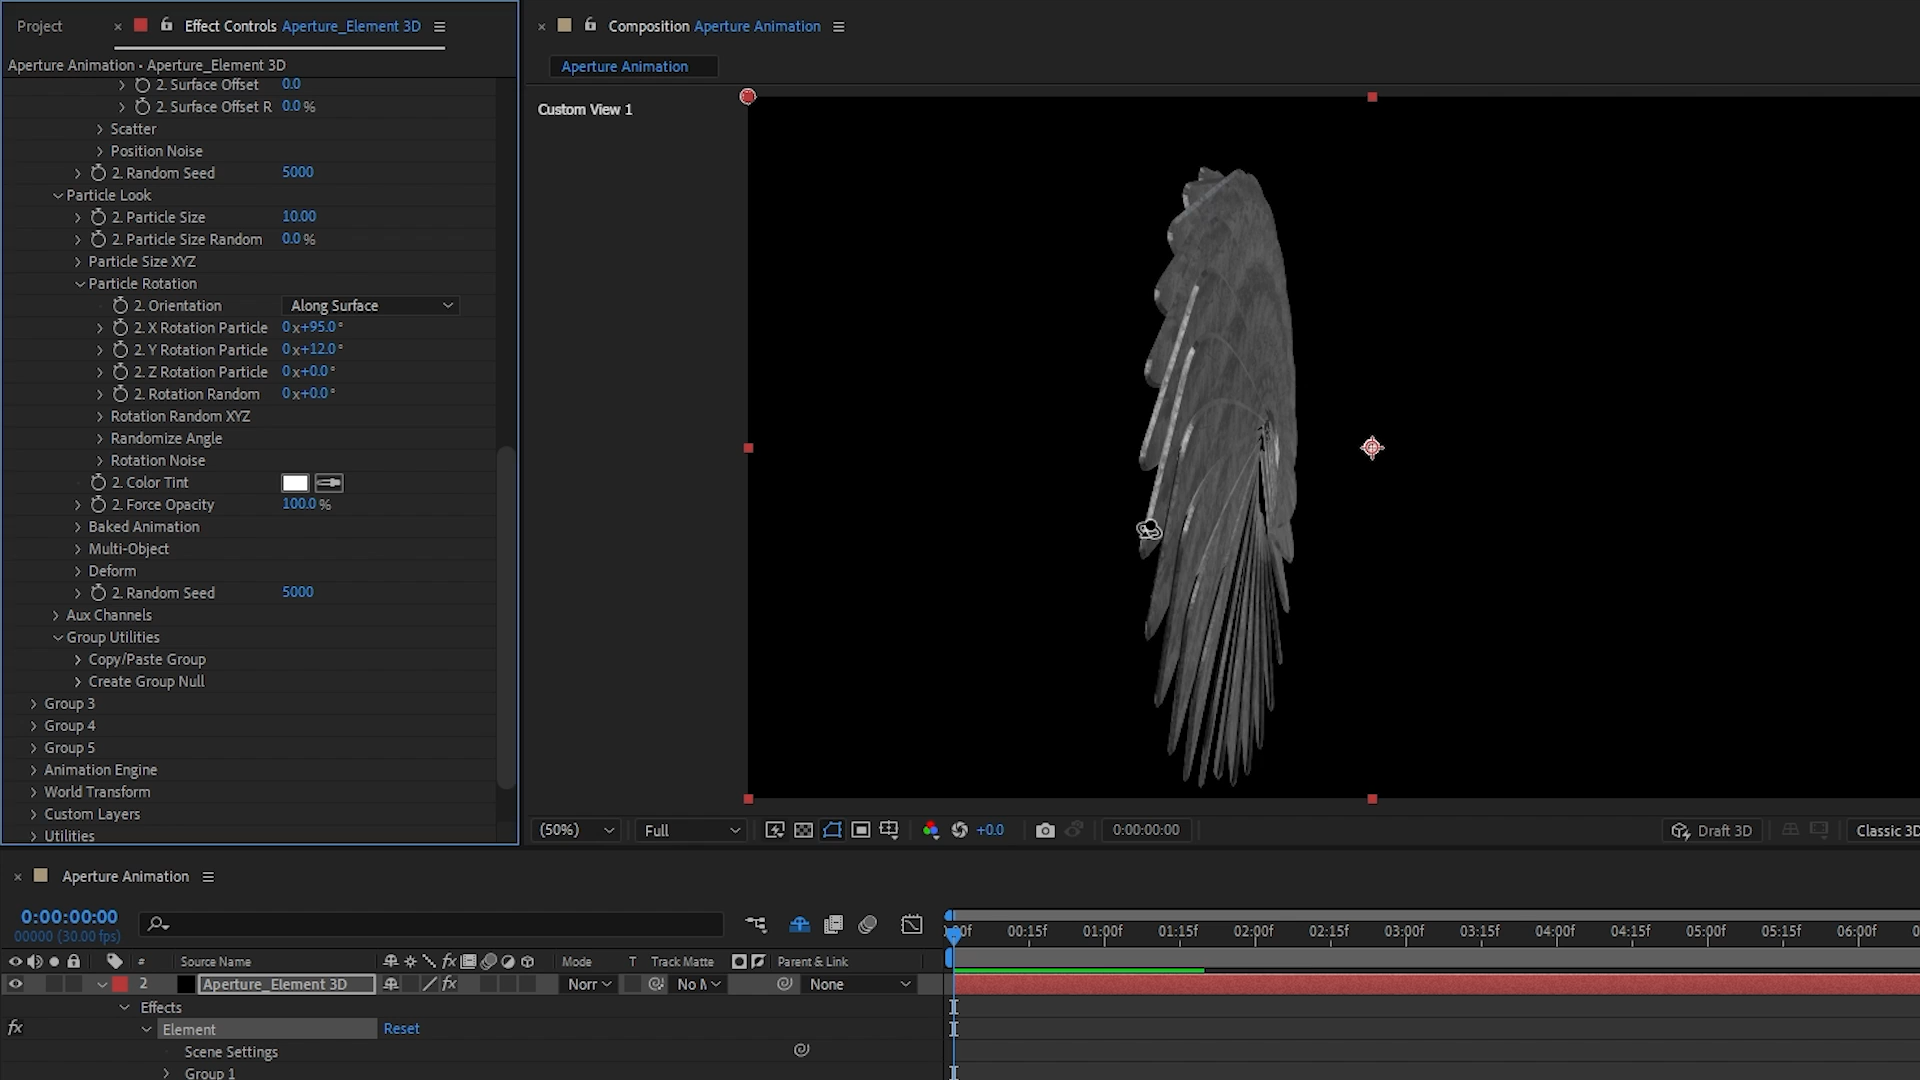 Project
× Effect Controls Aperture_Element 3D
Aperture Animation • Aperture_Element 3D
2. Surface Offset 0.0
2. Surface Offset R 0.0 %
Scatter
Position Noise
2. Random Seed 5000
Particle Look
2. Particle Size 10.00
2. Particle Size Random 0.0 %
Particle Size XYZ
Particle Rotation
2. Orientation Along Surface
2. X Rotation Particle 0x+95.0°
2. Y Rotation Particle 0x+12.0°
2. Z Rotation Particle 0x+0.0°
2. Rotation Random 0x+0.0°
Rotation Random XYZ
Randomize Angle
Rotation Noise
2. Color Tint
2. Force Opacity 100.0 %
Baked Animation
Multi-Object
Deform
2. Random Seed 5000
Aux Channels
Group Utilities
Copy/Paste Group
Create Group Null
Group 3
Group 4
Group 5
Animation Engine
World Transform
Custom Layers
Utilities
× Composition Aperture Animation
Aperture Animation
Custom View 1
(50%) Full +0.0 0:00:00:00 Draft 3D Classic 3D
× Aperture Animation
0:00:00:00
00000 (30.00 fps)
00f 00:15f 01:00f 01:15f 02:00f 02:15f 03:00f 03:15f 04:00f 04:15f 05:00f 05:15f 06:00f
# Source Name fx Mode T Track Matte Parent & Link
2 Aperture_Element 3D fx Norr No M None
Effects
fx Element Reset
Scene Settings
Group 1